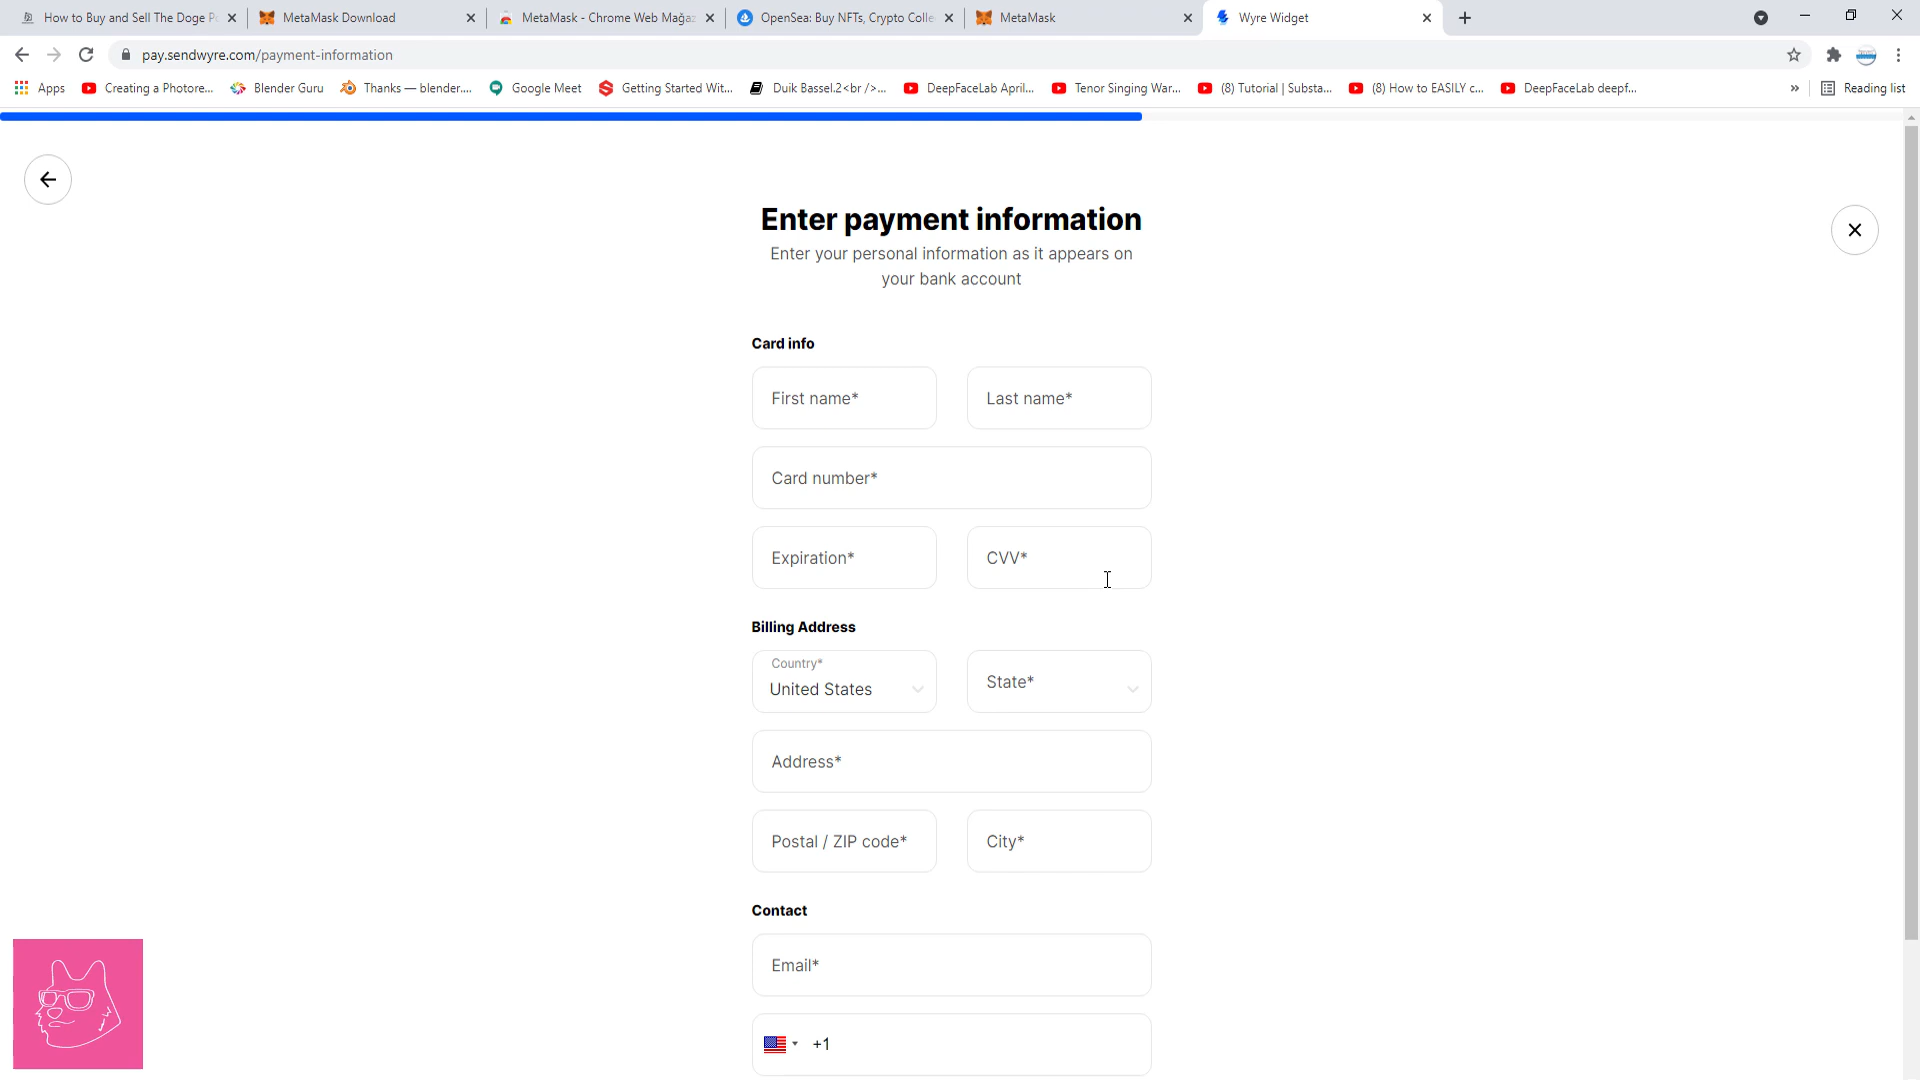 How to Buy and Sell The Doge P
MetaMask Download
MetaMask - Chrome Web Mağaz
OpenSea: Buy NFTs, Crypto Colle
MetaMask
Wyre Widget
pay.sendwyre.com/payment-information
Apps
Creating a Photore...
Blender Guru
Thanks — blender....
Google Meet
Getting Started Wit...
Duik Bassel.2<br />...
DeepFaceLab April...
Tenor Singing War...
(8) Tutorial | Substa...
(8) How to EASILY c...
DeepFaceLab deepf...
»
Reading list
Enter payment information
Enter your personal information as it appears on
your bank account
Card info
First name*
Last name*
Card number*
Expiration*
CVV*
Billing Address
Country*
United States
State*
Address*
Postal / ZIP code*
City*
Contact
Email*
+1